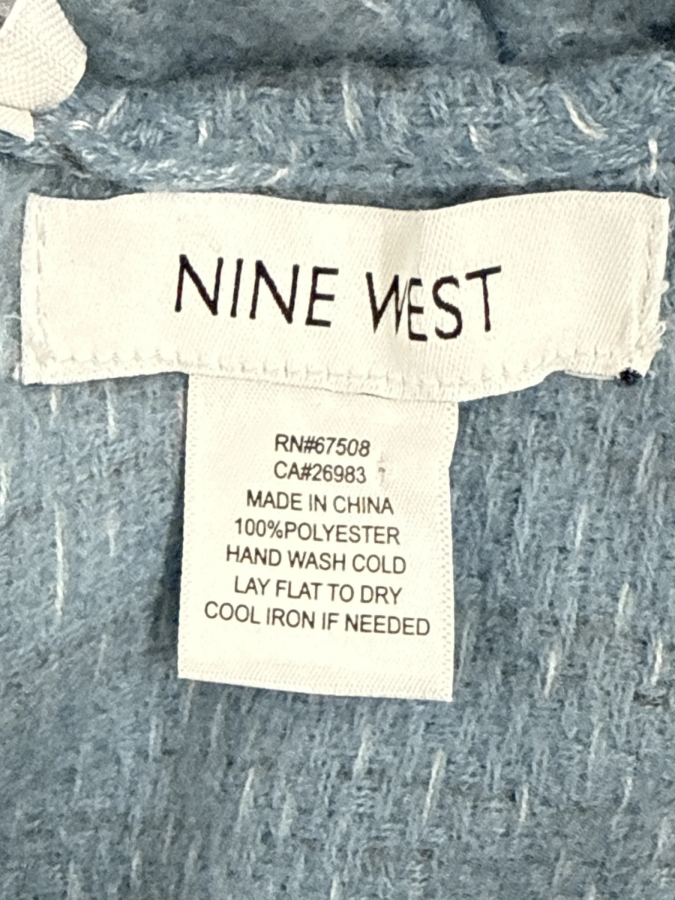 NINE WEST
RN#67508
CA#26983
MADE IN CHINA
100%POLYESTER
HAND WASH COLD
LAY FLAT TO DRY
COOL IRON IF NEEDED